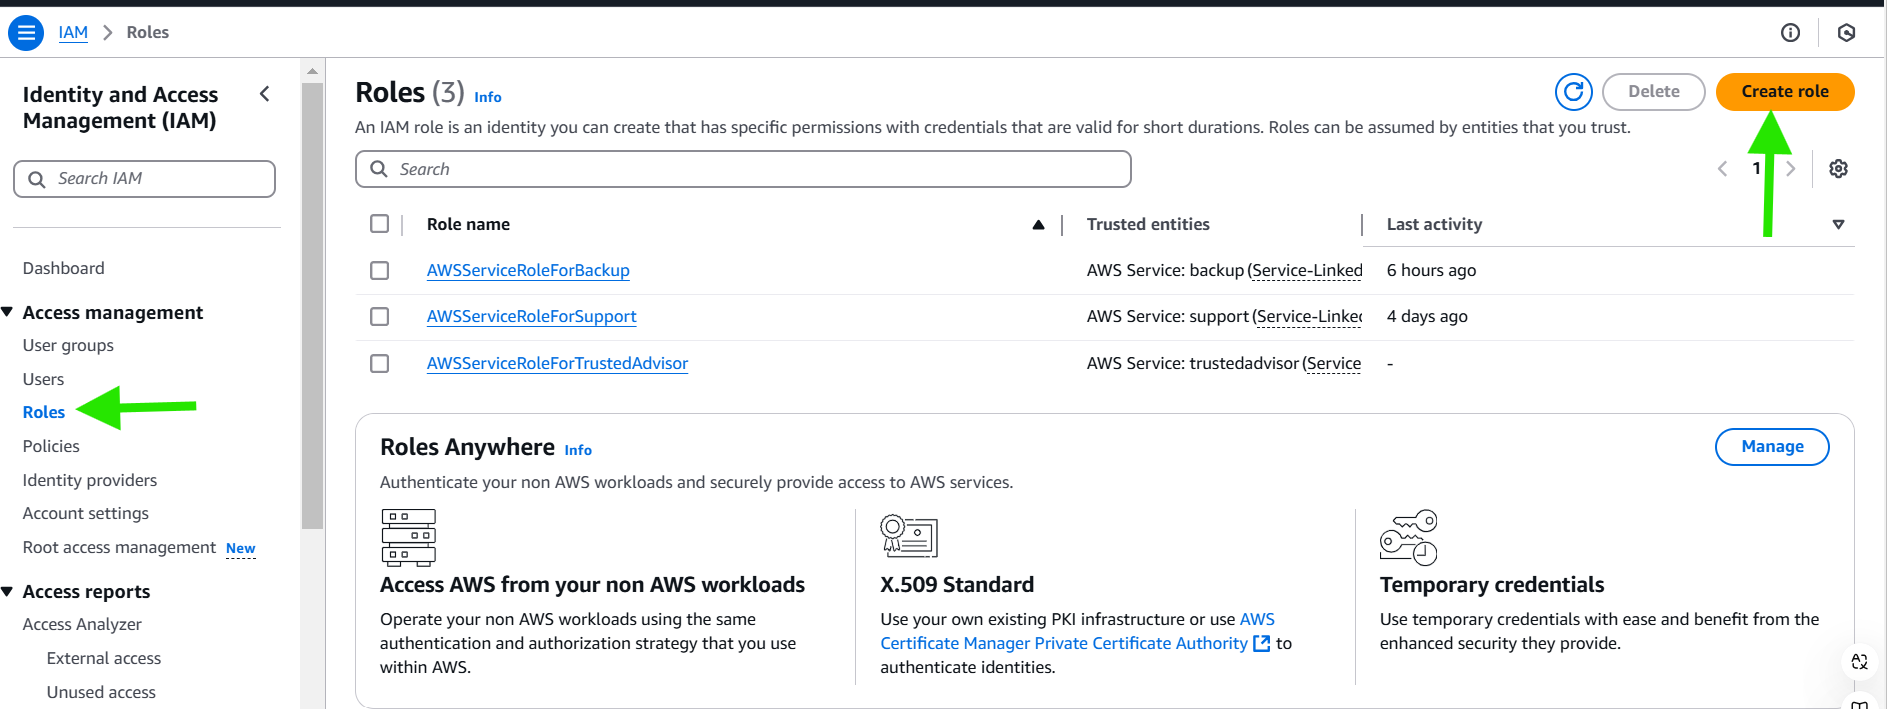 IAM > Roles
Identity and Access
Management (IAM)
Search IAM
Dashboard
Access management
User groups
Users
Roles
Policies
Identity providers
Account settings
Root access management New
Access reports
Access Analyzer
External access
Unused access
Roles (3) Info
Delete
Create role
An IAM role is an identity you can create that has specific permissions with credentials that are valid for short durations. Roles can be assumed by entities that you trust.
Search
1
Role name Trusted entities Last activity
AWSServiceRoleForBackup AWS Service: backup (Service-Linked 6 hours ago
AWSServiceRoleForSupport AWS Service: support (Service-Linked 4 days ago
AWSServiceRoleForTrustedAdvisor AWS Service: trustedadvisor (Service -
Roles Anywhere Info
Manage
Authenticate your non AWS workloads and securely provide access to AWS services.
Access AWS from your non AWS workloads
Operate your non AWS workloads using the same
authentication and authorization strategy that you use
within AWS.
X.509 Standard
Use your own existing PKI infrastructure or use AWS
Certificate Manager Private Certificate Authority to
authenticate identities.
Temporary credentials
Use temporary credentials with ease and benefit from the
enhanced security they provide.